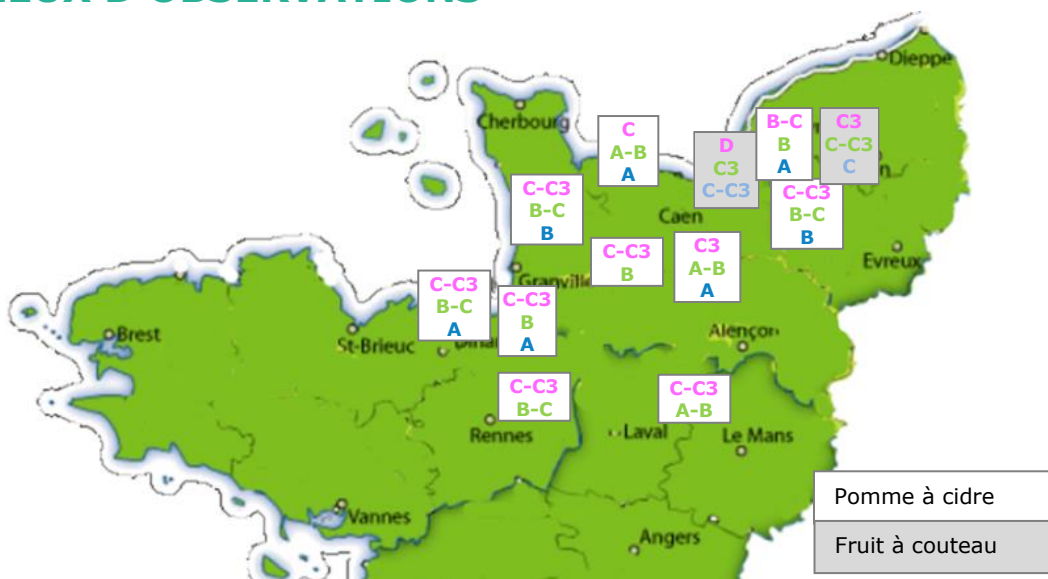 Dieppe
Cherbourg
C
A-B
A
D
C3
C-C3
B-C
B
A
C3
C-C3
C
C-C3
B-C
B
C-C3
B-C
B
Caen
Evreux
C-C3
B
C3
A-B
A
Granville
C-C3
B-C
A
C-C3
B
A
Brest
St-Brieuc
Alençon
C-C3
B-C
C-C3
A-B
Rennes
Laval
Le Mans
Pomme à cidre
Fruit à couteau
Vannes
Angers